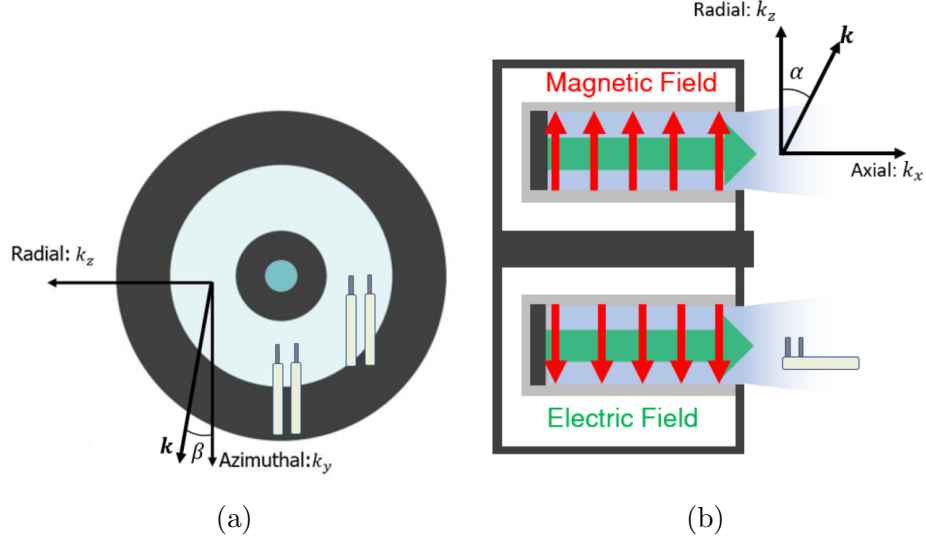 Radial: k_z
k
β
Azimuthal:k_y
(a)
Radial: k_z
k
α
Magnetic Field
Axial: k_x
Electric Field
(b)